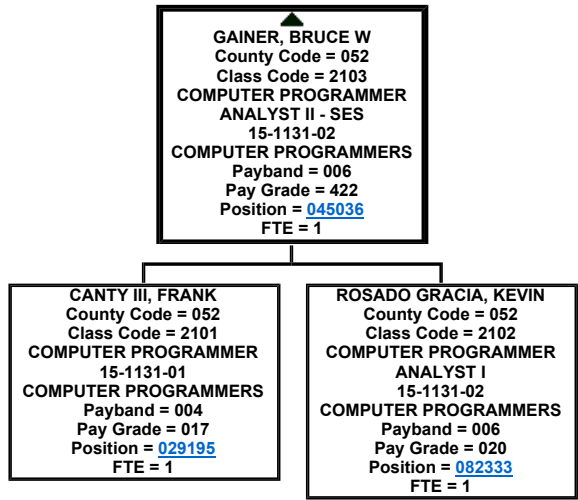 GAINER, BRUCE W
County Code = 052
Class Code = 2103
COMPUTER PROGRAMMER
ANALYST II - SES
15-1131-02
COMPUTER PROGRAMMERS
Payband = 006
Pay Grade = 422
Position = 045036
FTE = 1
CANTY III, FRANK
County Code = 052
Class Code = 2101
COMPUTER PROGRAMMER
15-1131-01
COMPUTER PROGRAMMERS
Payband = 004
Pay Grade = 017
Position = 029195
FTE = 1
ROSADO GRACIA, KEVIN
County Code = 052
Class Code = 2102
COMPUTER PROGRAMMER
ANALYST I
15-1131-02
COMPUTER PROGRAMMERS
Payband = 006
Pay Grade = 020
Position = 082333
FTE = 1